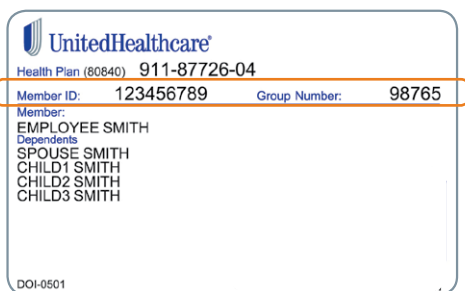 UnitedHealthcare®
Health Plan (80840) 911-87726-04
Member ID: 123456789 Group Number: 98765
Member:
EMPLOYEE SMITH
Dependents
SPOUSE SMITH
CHILD1 SMITH
CHILD2 SMITH
CHILD3 SMITH
DOI-0501